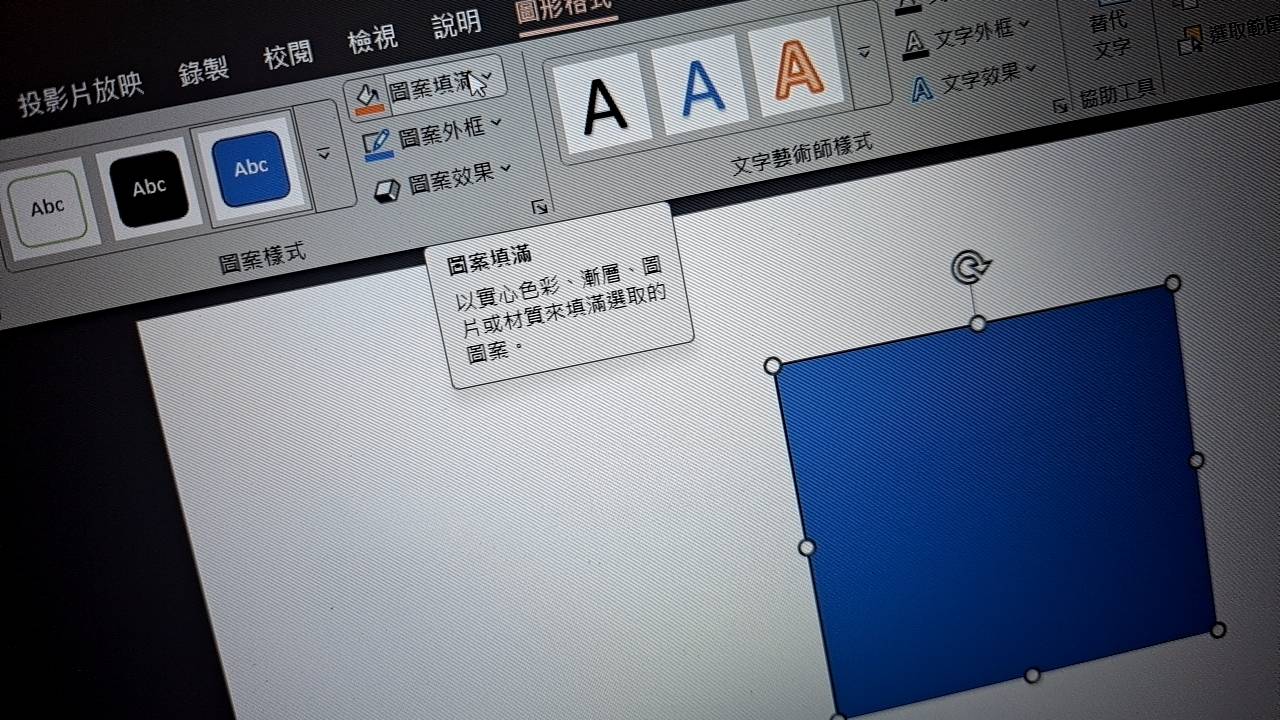 投影片放映 錄製 校閱 檢視 說明 圖形格式
圖案填滿
圖案外框
圖案效果
Abc Abc Abc
圖案樣式
A A A
文字藝術師樣式
文字外框
文字效果
替代
文字
選取範圍
協助工具
圖案填滿
以實心色彩、漸層、圖
片或材質來填滿選取的
圖案。